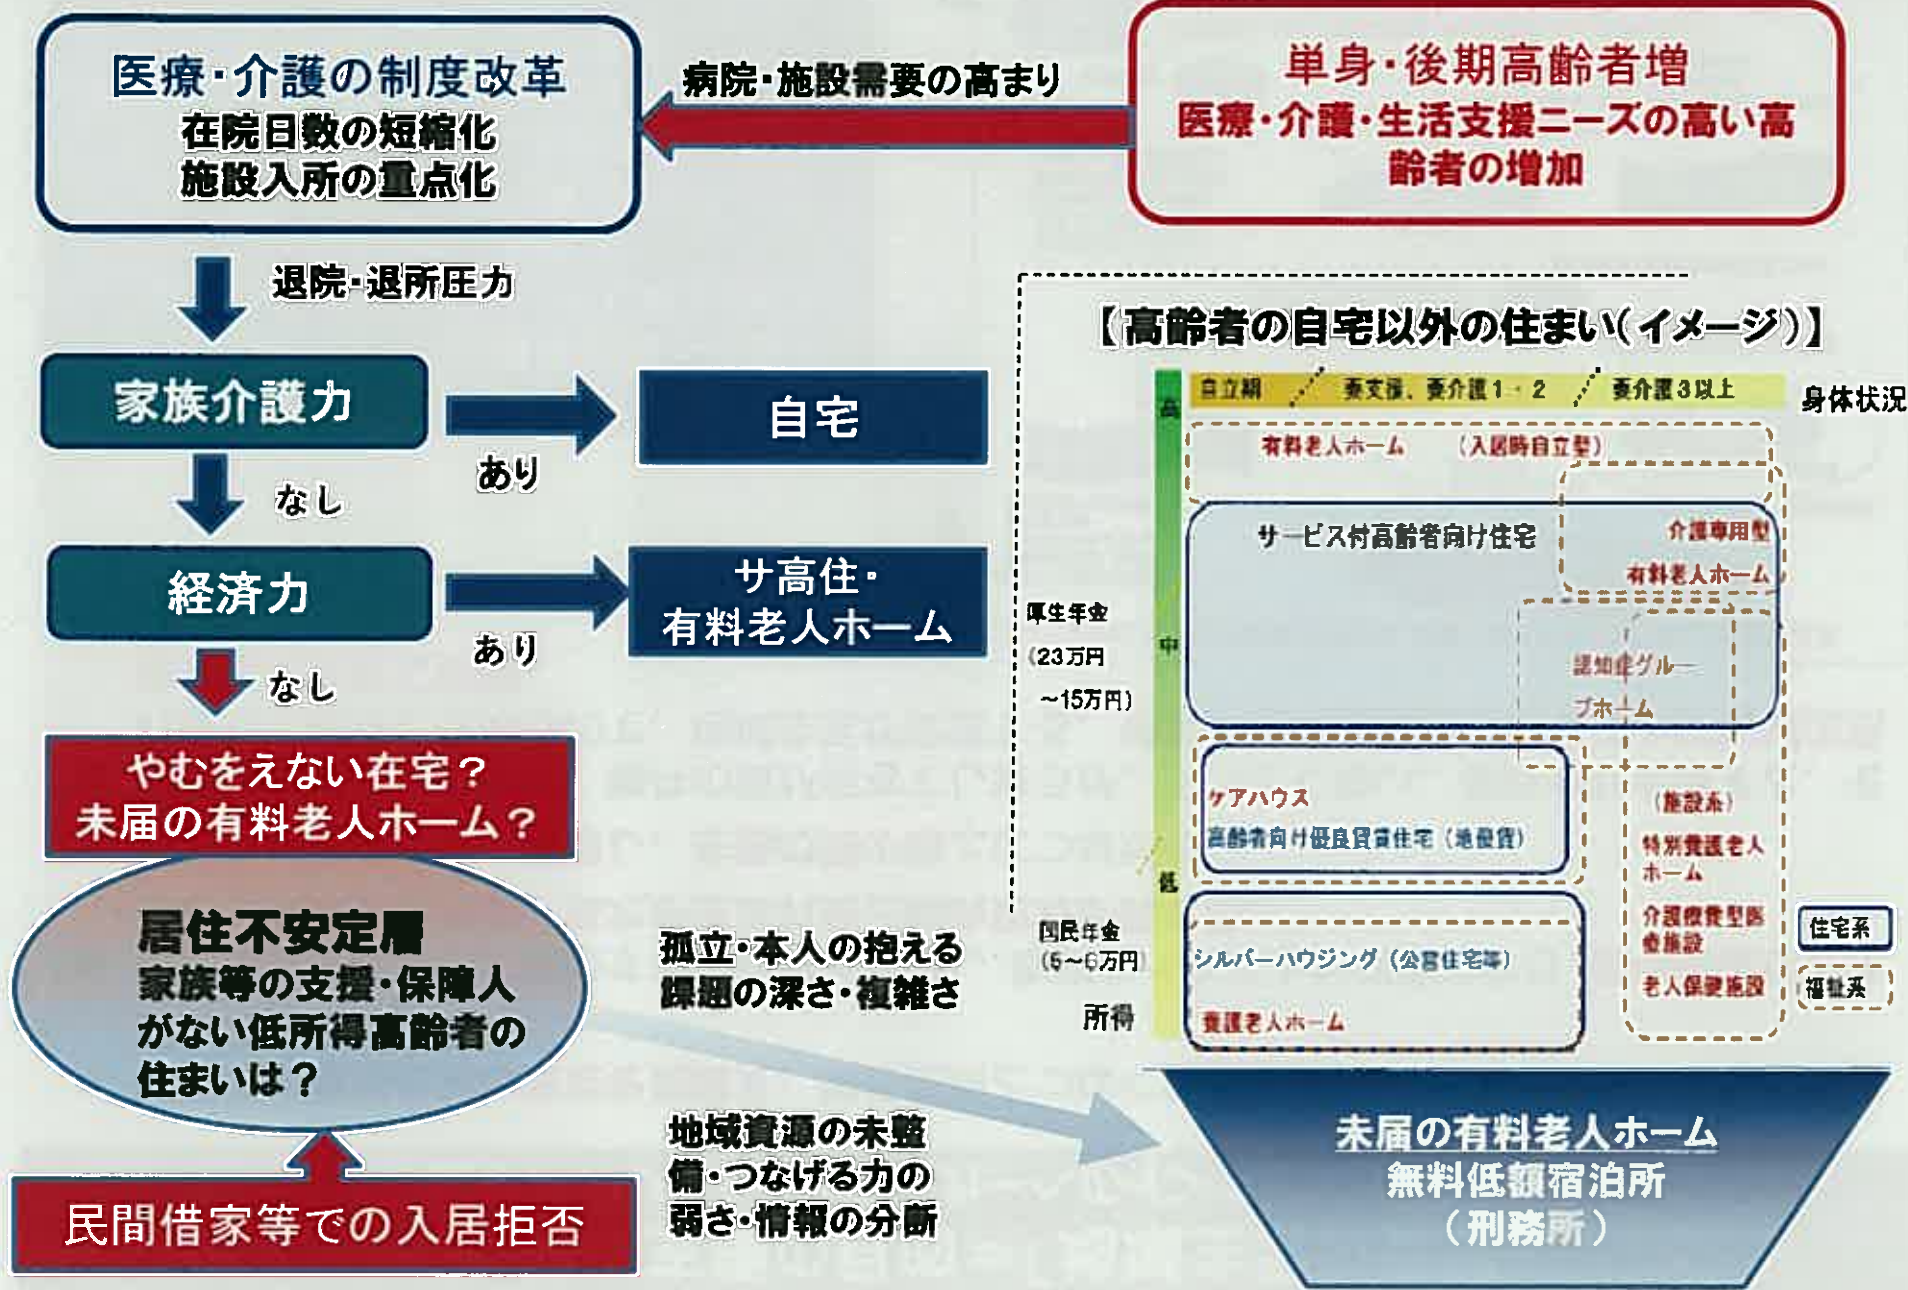 医療・介護の制度改革
在院日数の短縮化
施設入所の重点化
病院・施設需要の高まり
単身・後期高齢者増
医療・介護・生活支援ニーズの高い高
齢者の増加
退院・退所圧力
家族介護力
あり
自宅
なし
経済力
あり
サ高住・
有料老人ホーム
なし
やむをえない在宅？
未届の有料老人ホーム？
居住不安定層
家族等の支援・保障人
がない低所得高齢者の
住まいは？
民間借家等での入居拒否
孤立・本人の抱える
課題の深さ・複雑さ
地域資源の未整
備・つなげる力の
弱さ・情報の分断
【高齢者の自宅以外の住まい（イメージ）】
高
自立期
要支援、要介護1・2
要介護3以上
身体状況
有料老人ホーム （入居時自立型）
サービス付高齢者向け住宅
介護専用型
有料老人ホーム
厚生年金
（23万円
～15万円）
中
認知症グルー
プホーム
ケアハウス
高齢者向け優良賃貸住宅（地優賃）
低
（施設系）
特別養護老人
ホーム
介護療養型医
療施設
老人保健施設
国民年金
（5～6万円）
シルバーハウジング（公営住宅等）
所得
養護老人ホーム
住宅系
福祉系
未届の有料老人ホーム
無料低額宿泊所
（刑務所）